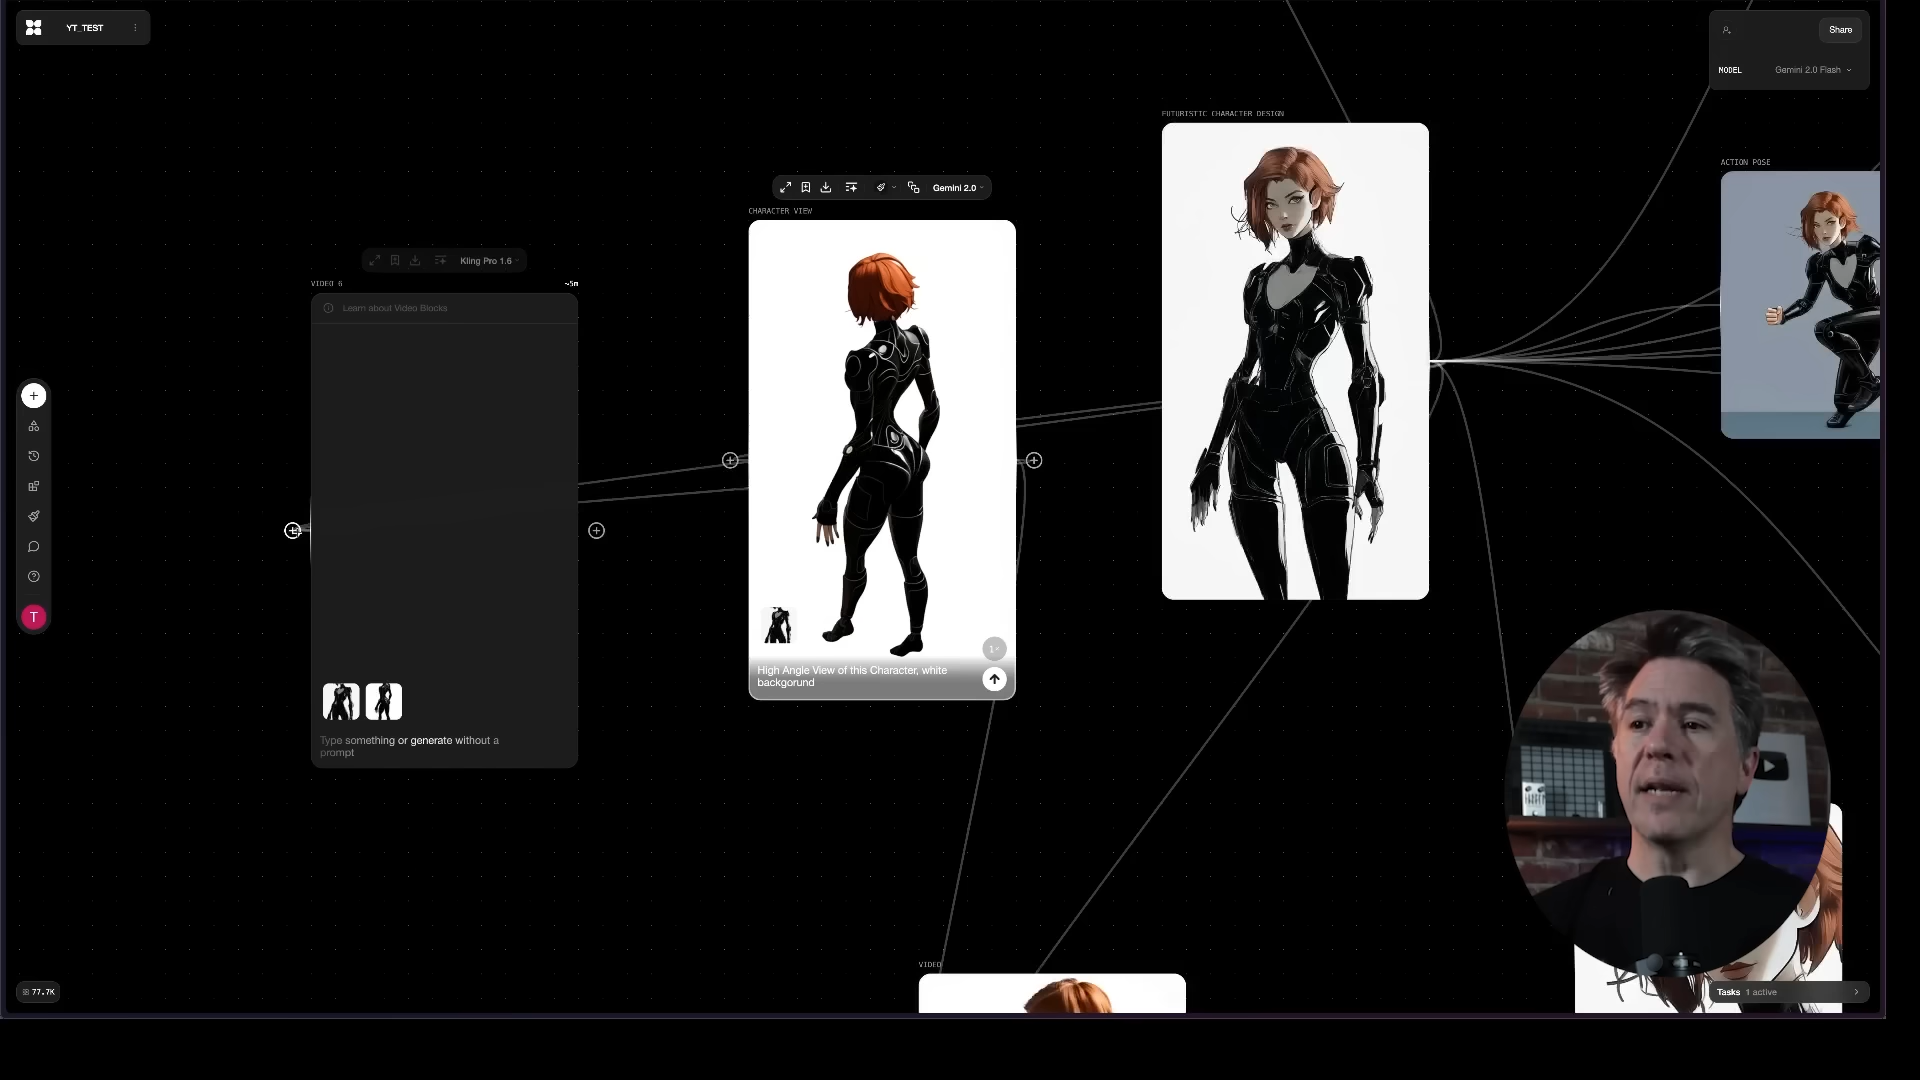 YT_TEST
Share
MODEL Gemini 2.0 Flash
FUTURISTIC CHARACTER DESIGN
ACTION POSE
Gemini 2.0
CHARACTER VIEW
Kling Pro 1.6
VIDEO 6 ~5m
Learn about Video Blocks
High Angle View of this Character, white
backgorund
1×
Type something or generate without a
prompt
T
VIDEO
77.7K
Tasks 1 active